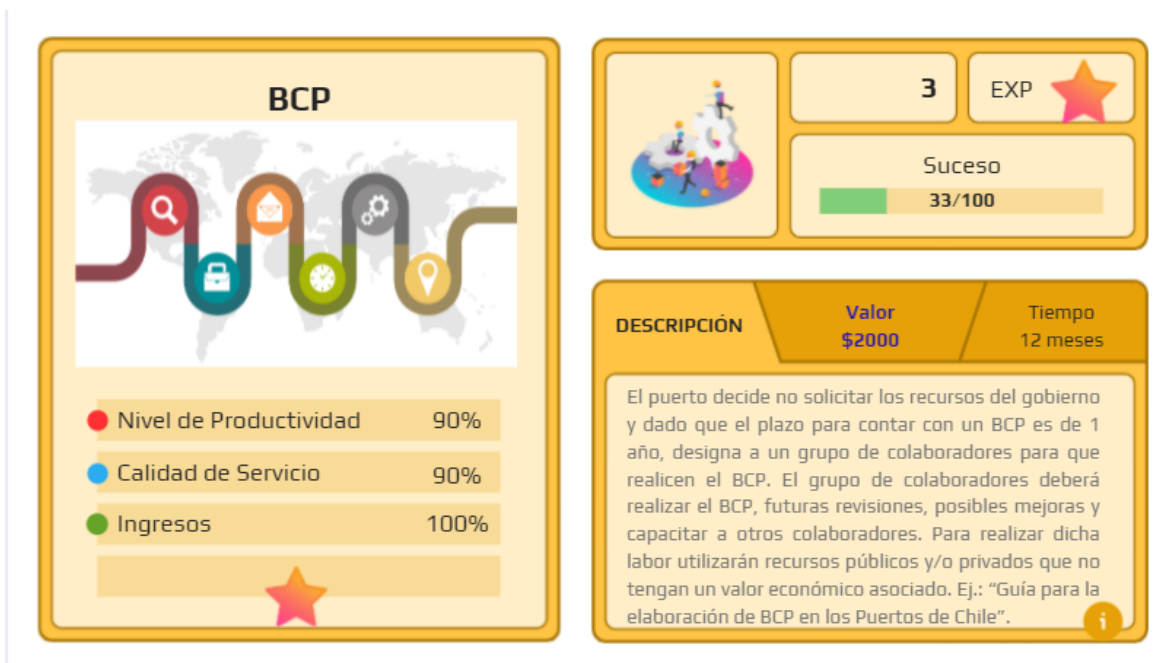 BCP
Nivel de Productividad 90%
Calidad de Servicio 90%
Ingresos 100%
3
EXP
Suceso
33/100
DESCRIPCIÓN
Valor
$2000
Tiempo
12 meses
El puerto decide no solicitar los recursos del gobierno
y dado que el plazo para contar con un BCP es de 1
año, designa a un grupo de colaboradores para que
realicen el BCP. El grupo de colaboradores deberá
realizar el BCP, futuras revisiones, posibles mejoras y
capacitar a otros colaboradores. Para realizar dicha
labor utilizarán recursos públicos y/o privados que no
tengan un valor económico asociado. Ej.: “Guía para la
elaboración de BCP en los Puertos de Chile”.
i